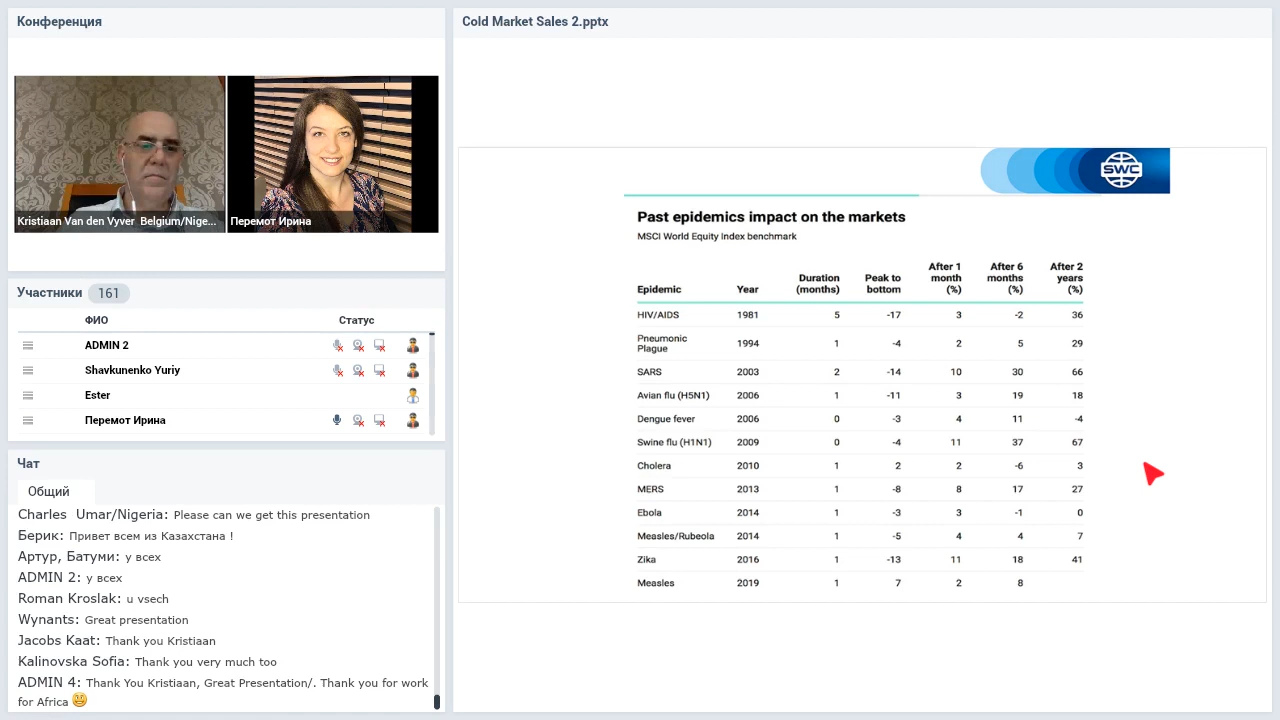 Конференция
Kristiaan Van den Vyver Belgium/Nige...
Перемот Ирина
Участники 161
ФИО Статус
ADMIN 2
Shavkunenko Yuriy
Ester
Перемот Ирина
Чат
Общий
Charles Umar/Nigeria: Please can we get this presentation
Берик: Привет всем из Казахстана !
Артур, Батуми: у всех
ADMIN 2: у всех
Roman Kroslak: u vsech
Wynants: Great presentation
Jacobs Kaat: Thank you Kristiaan
Kalinovska Sofia: Thank you very much too
ADMIN 4: Thank You Kristiaan, Great Presentation/. Thank you for work
for Africa
Cold Market Sales 2.pptx
SWC
Past epidemics impact on the markets
MSCI World Equity Index benchmark
Epidemic Year Duration (months) Peak to bottom After 1 month (%) After 6 months (%) After 2 years (%)
HIV/AIDS 1981 5 -17 3 -2 36
Pneumonic Plague 1994 1 -4 2 5 29
SARS 2003 2 -14 10 30 66
Avian flu (H5N1) 2006 1 -11 3 19 18
Dengue fever 2006 0 -3 4 11 -4
Swine flu (H1N1) 2009 0 -4 11 37 67
Cholera 2010 1 2 2 -6 3
MERS 2013 1 -8 8 17 27
Ebola 2014 1 -3 3 -1 0
Measles/Rubeola 2014 1 -5 4 4 7
Zika 2016 1 -13 11 18 41
Measles 2019 1 7 2 8